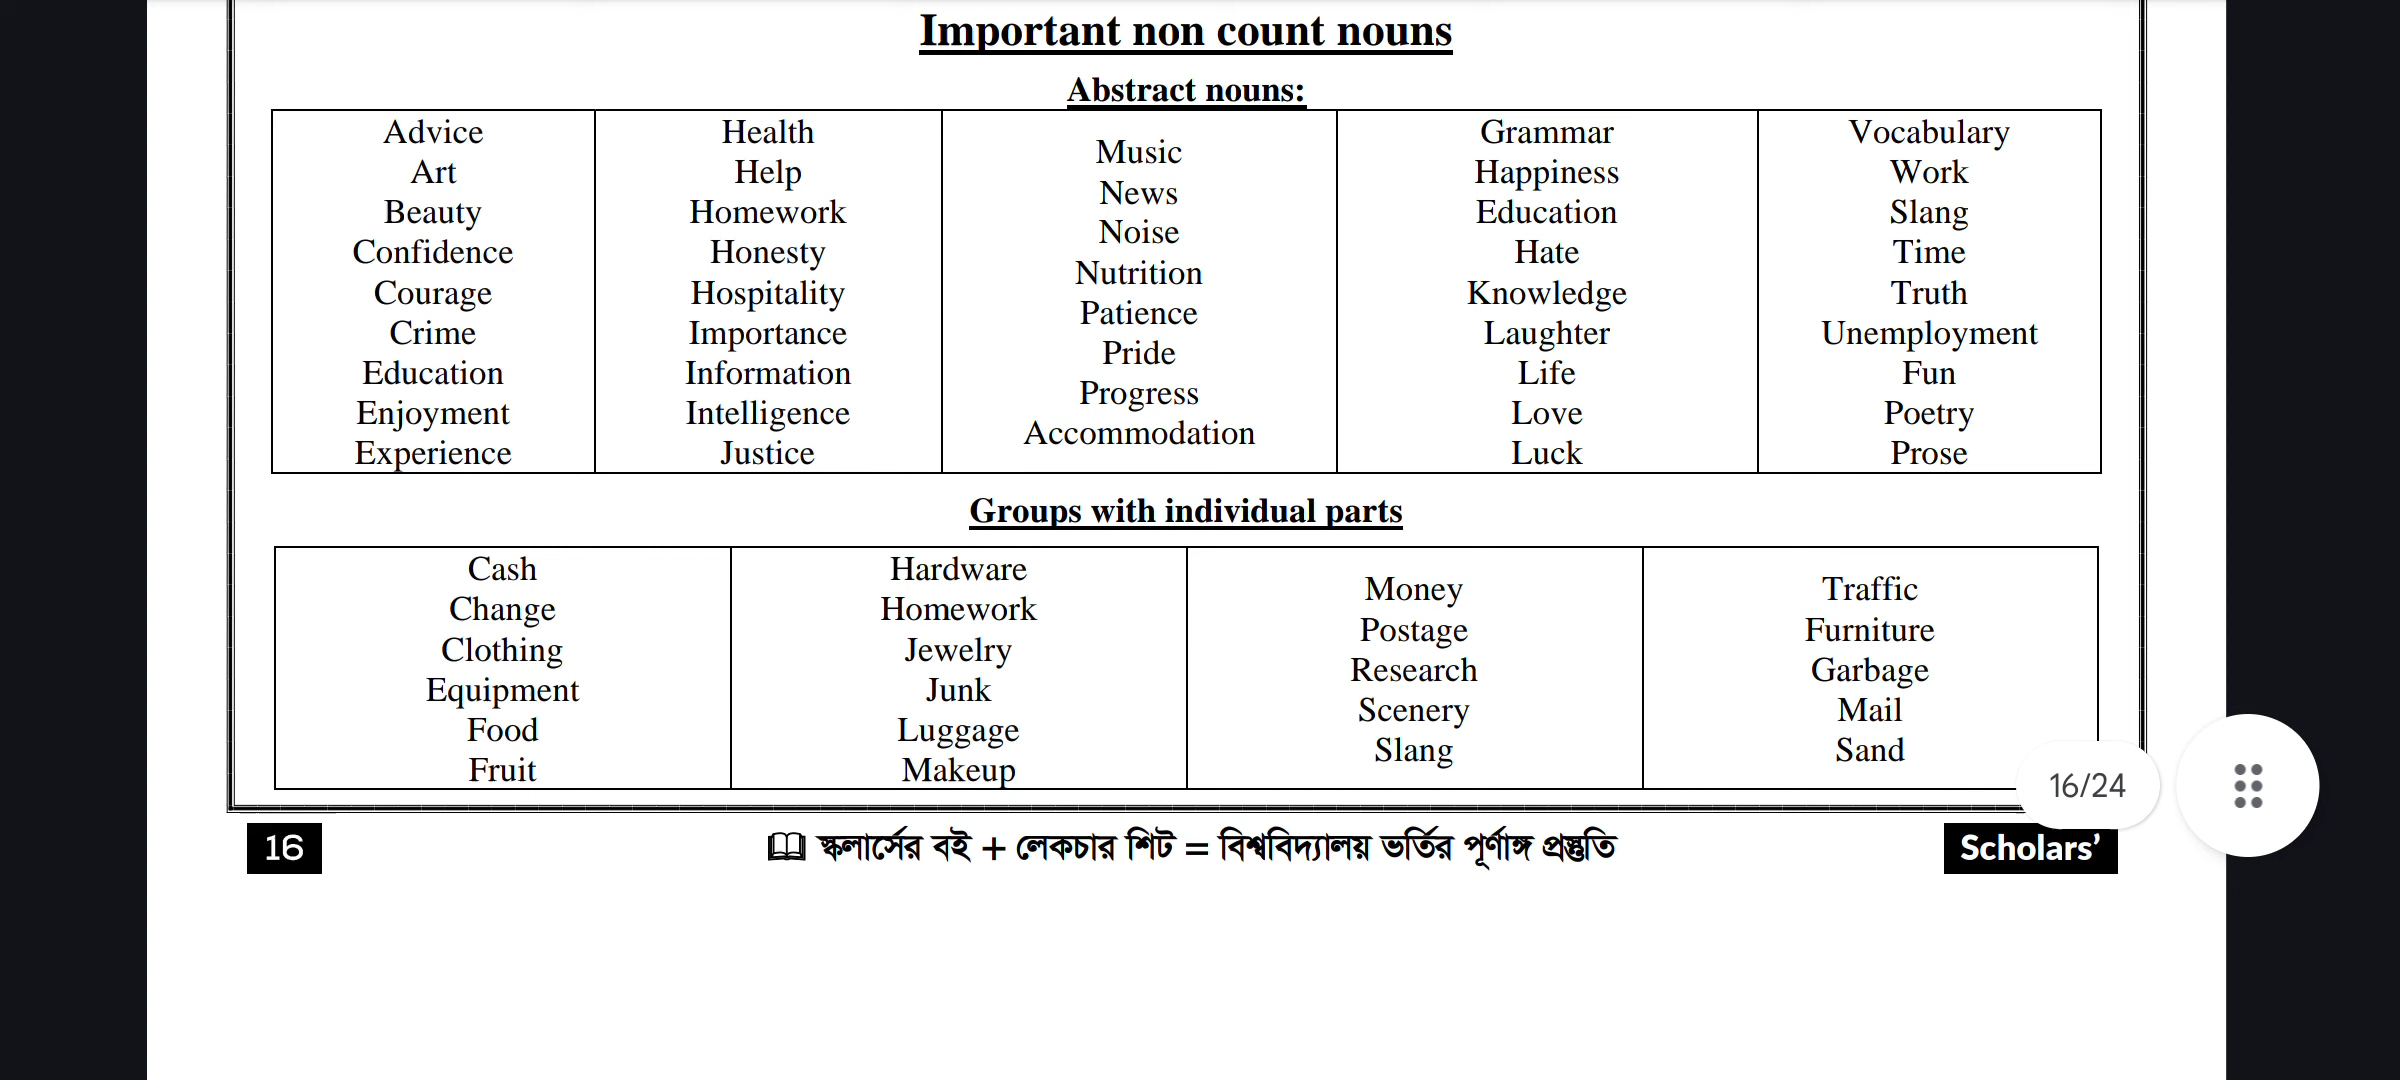 Important non count nouns
Abstract nouns:
Advice
Art
Beauty
Confidence
Courage
Crime
Education
Enjoyment
Experience
Health
Help
Homework
Honesty
Hospitality
Importance
Information
Intelligence
Justice
Music
News
Noise
Nutrition
Patience
Pride
Progress
Accommodation
Grammar
Happiness
Education
Hate
Knowledge
Laughter
Life
Love
Luck
Vocabulary
Work
Slang
Time
Truth
Unemployment
Fun
Poetry
Prose
Groups with individual parts
Cash
Change
Clothing
Equipment
Food
Fruit
Hardware
Homework
Jewelry
Junk
Luggage
Makeup
Money
Postage
Research
Scenery
Slang
Traffic
Furniture
Garbage
Mail
Sand
16/24
16
স্কলার্সের বই + লেকচার শিট = বিশ্ববিদ্যালয় ভর্তির পূর্ণাঙ্গ প্রস্তুতি
Scholars’